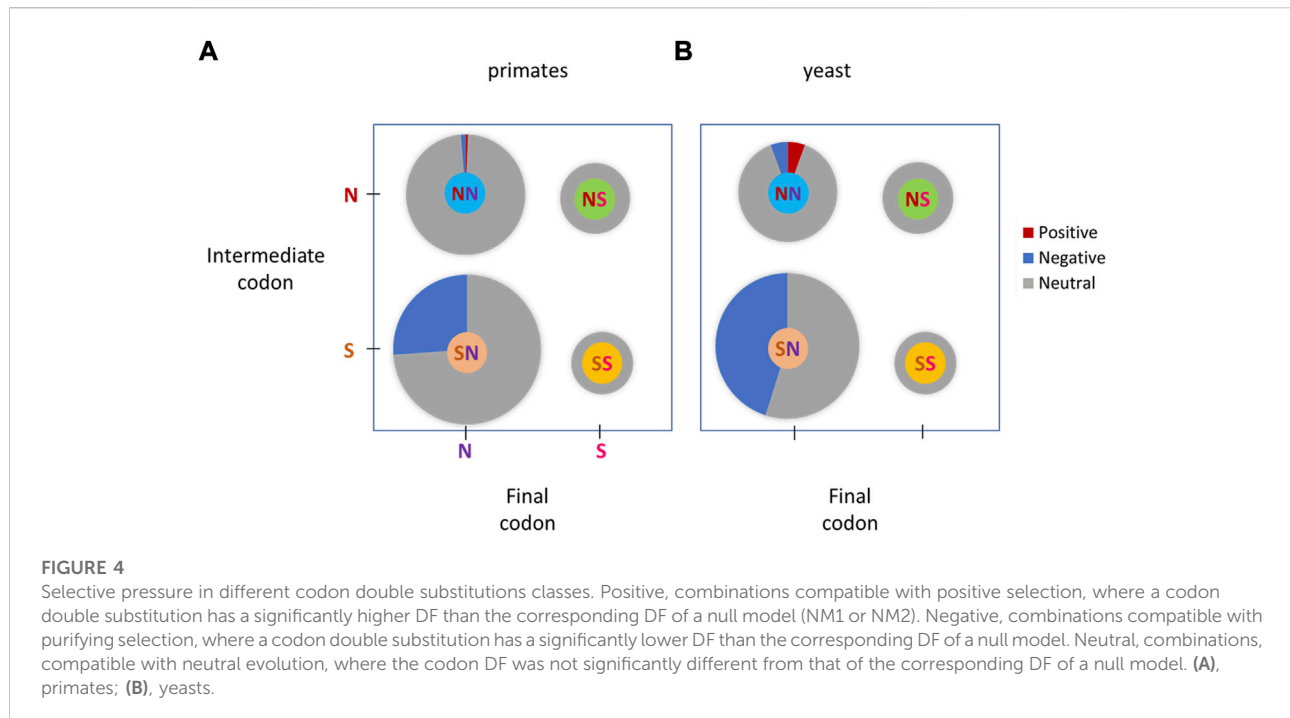 A
B
primates
yeast
N
NN
NS
NN
NS
Positive
Negative
Neutral
Intermediate
codon
S
SN
SS
SN
SS
N
S
Final
codon
Final
codon
FIGURE 4
Selective pressure in different codon double substitutions classes. Positive, combinations compatible with positive selection, where a codon
double substitution has a significantly higher DF than the corresponding DF of a null model (NM1 or NM2). Negative, combinations compatible with
purifying selection, where a codon double substitution has a significantly lower DF than the corresponding DF of a null model. Neutral, combinations,
compatible with neutral evolution, where the codon DF was not significantly different from that of the corresponding DF of a null model. (A),
primates; (B), yeasts.